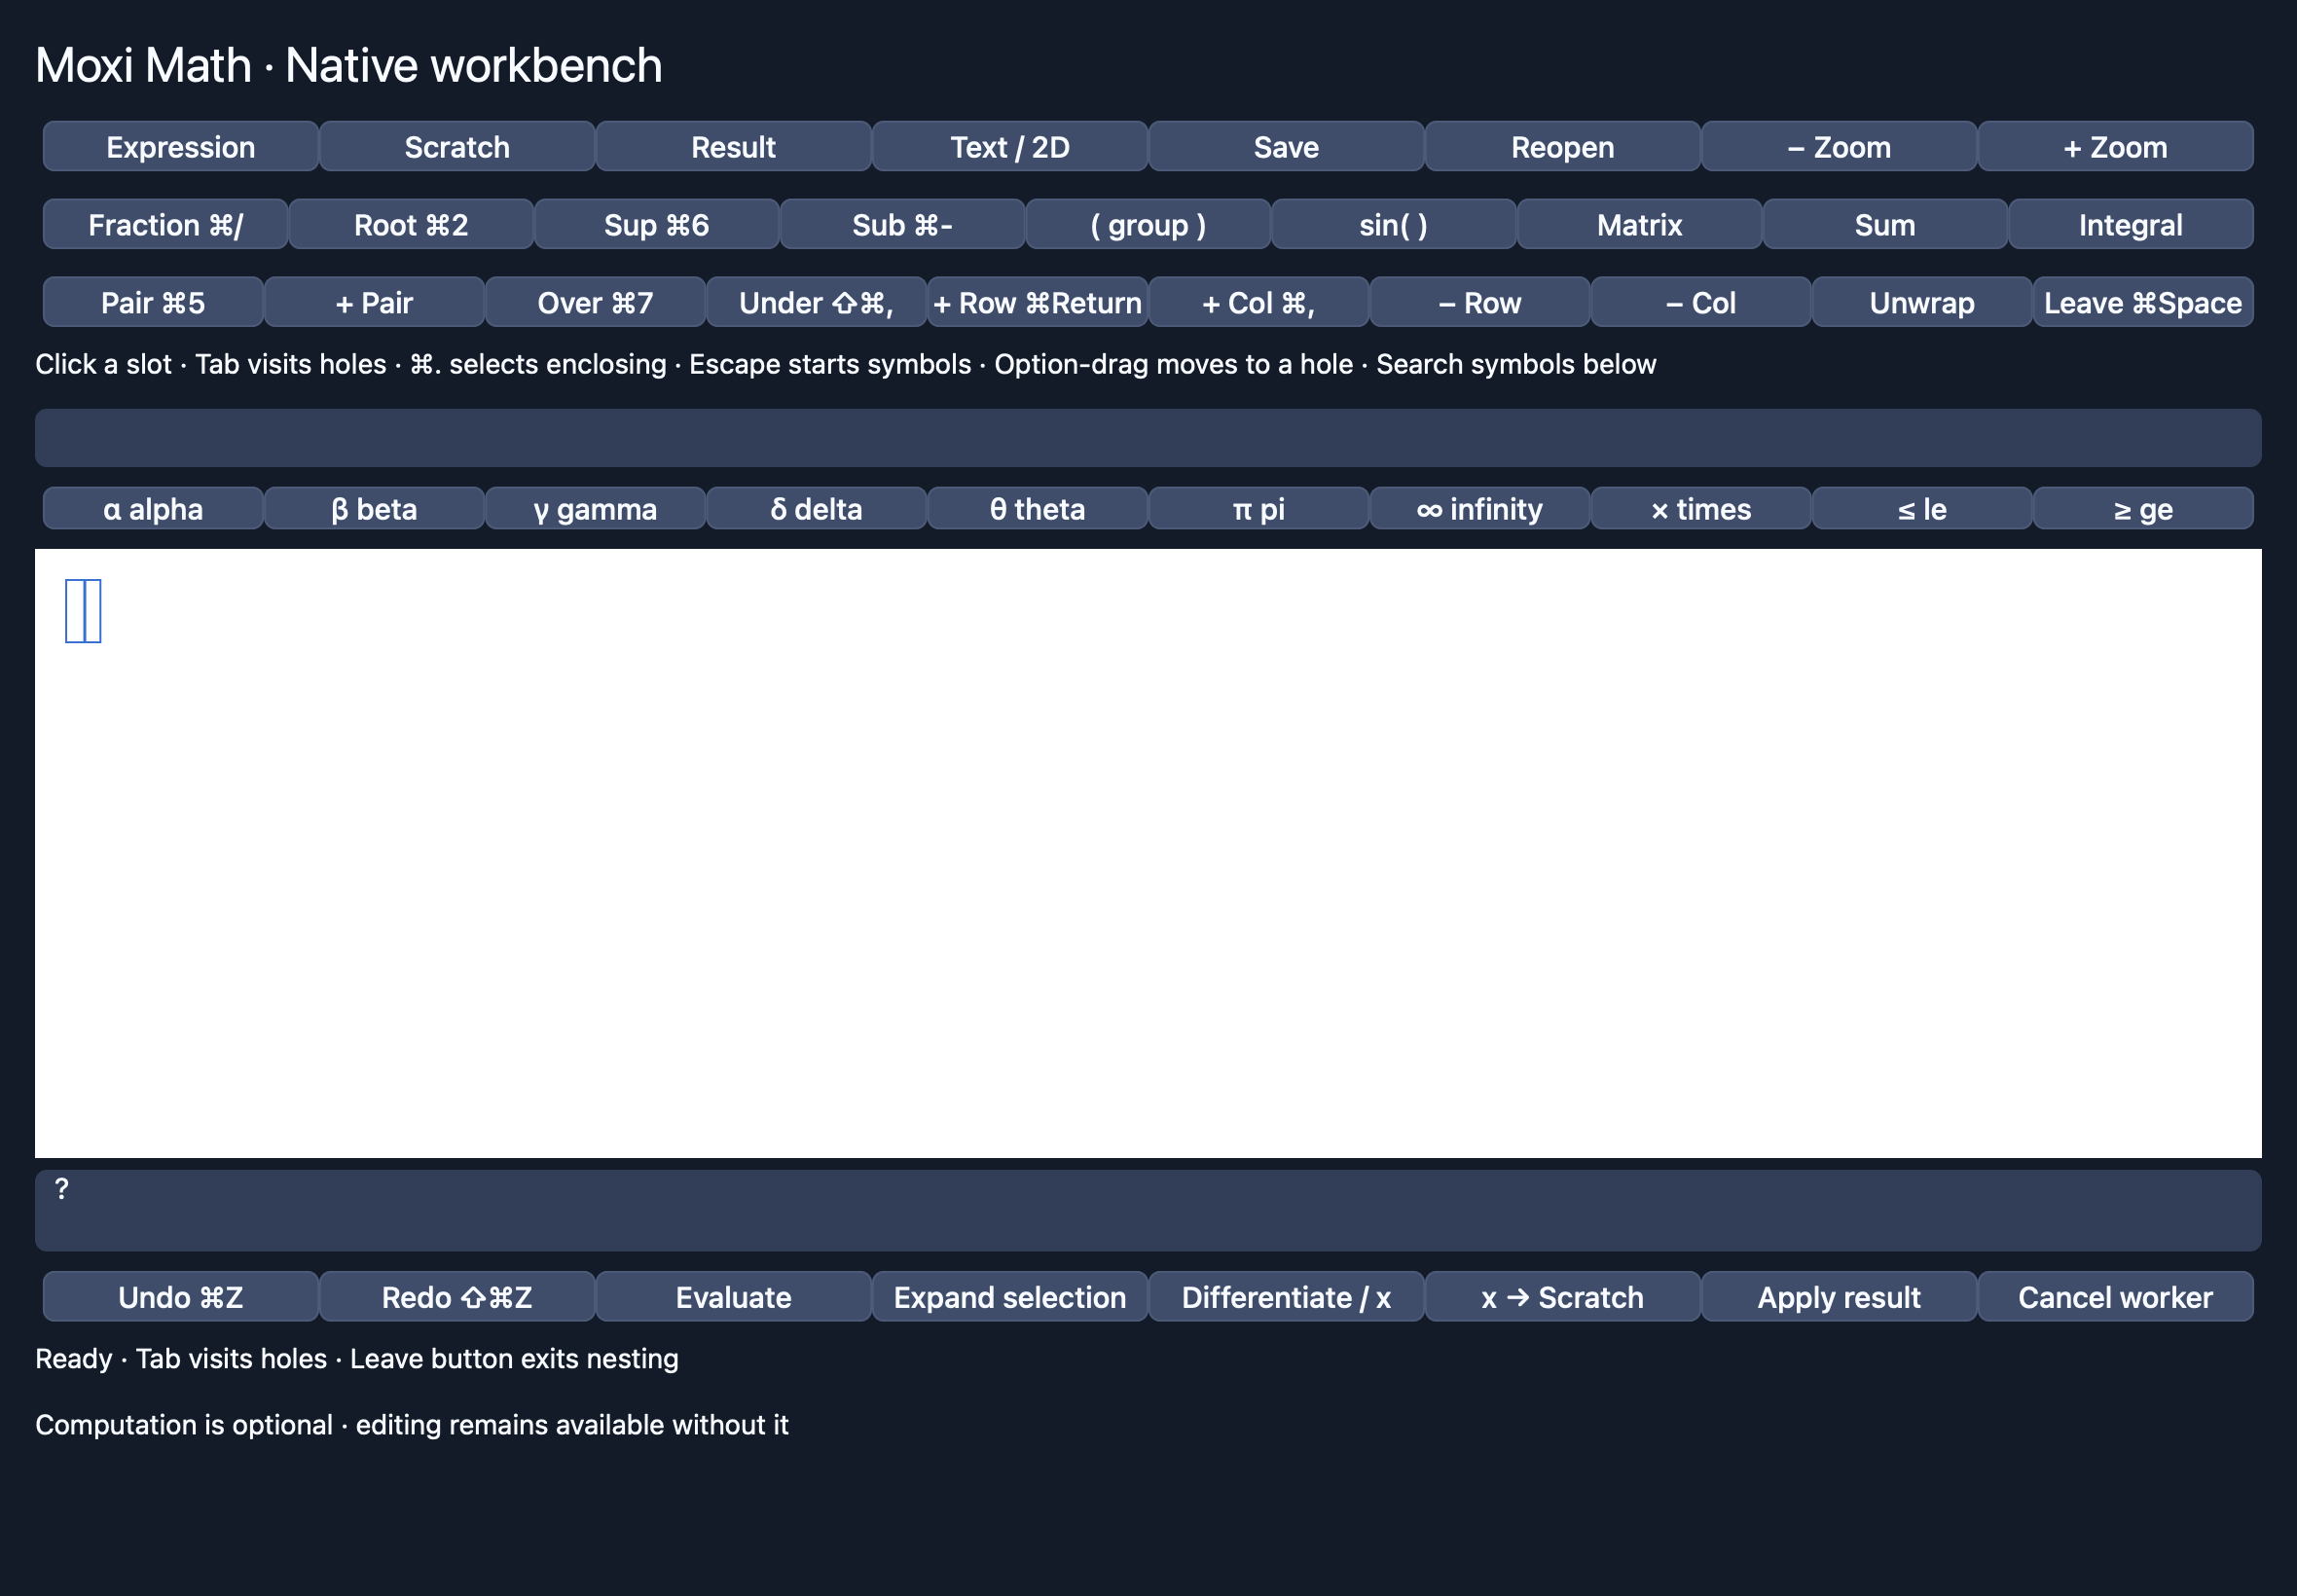 Moxi Math · Native workbench
Expression Scratch Result Text / 2D Save Reopen − Zoom + Zoom
Fraction ⌘/ Root ⌘2 Sup ⌘6 Sub ⌘- ( group ) sin( ) Matrix Sum Integral
Pair ⌘5 + Pair Over ⌘7 Under ⇧⌘, + Row ⌘Return + Col ⌘, − Row − Col Unwrap Leave ⌘Space
Click a slot · Tab visits holes · ⌘. selects enclosing · Escape starts symbols · Option-drag moves to a hole · Search symbols below
α alpha β beta γ gamma δ delta θ theta π pi ∞ infinity × times ≤ le ≥ ge
?
Undo ⌘Z Redo ⇧⌘Z Evaluate Expand selection Differentiate / x x → Scratch Apply result Cancel worker
Ready · Tab visits holes · Leave button exits nesting
Computation is optional · editing remains available without it